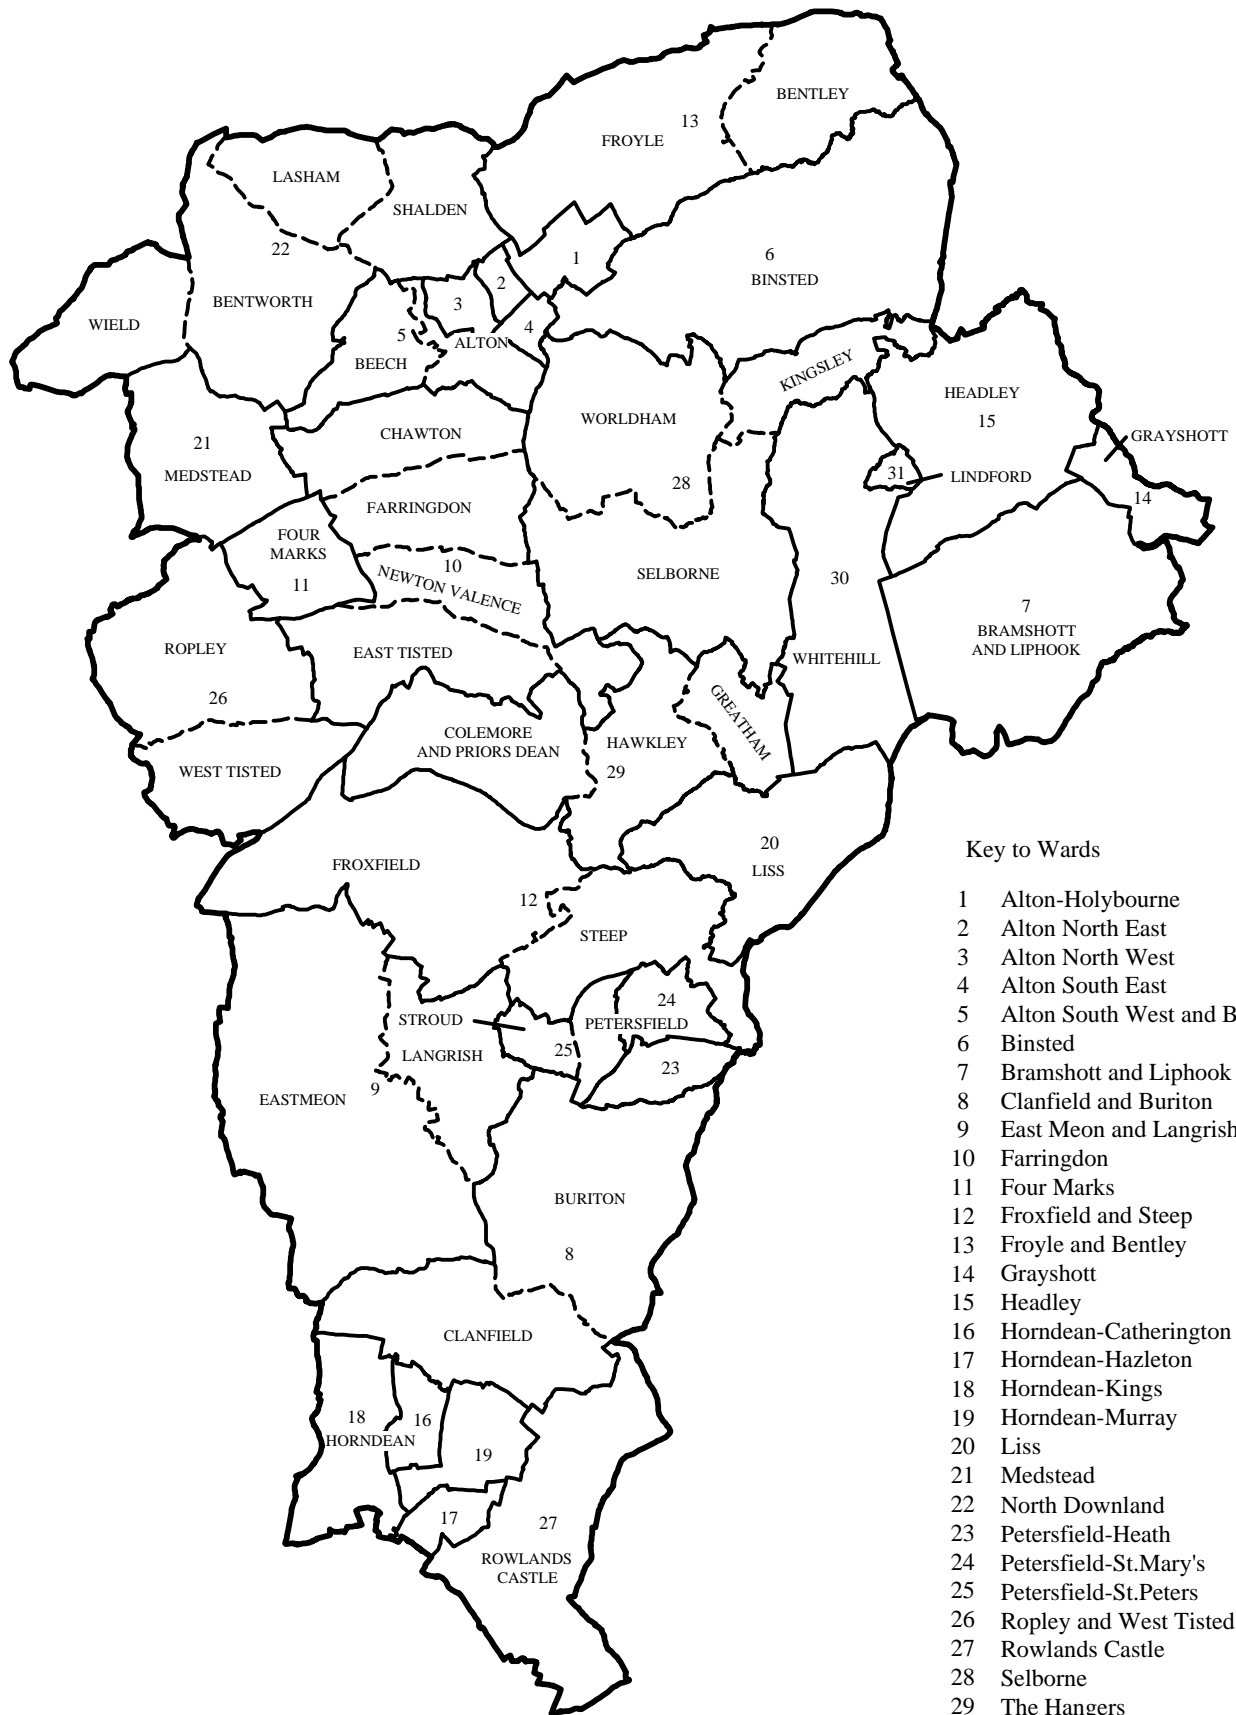 BENTLEY
13
FROYLE
LASHAM
SHALDEN
22
1
6
BINSTED
2
BENTWORTH
3
WIELD
5
4
ALTON
BEECH
KINGSLEY
HEADLEY
15
WORLDHAM
CHAWTON
GRAYSHOTT
21
MEDSTEAD
28
31
LINDFORD
14
FARRINGDON
FOUR
MARKS
11
10
NEWTON VALENCE
SELBORNE
30
7
BRAMSHOTT
AND LIPHOOK
ROPLEY
EAST TISTED
WHITEHILL
26
GREATHAM
COLEMORE
AND PRIORS DEAN
HAWKLEY
WEST TISTED
29
20
LISS
FROXFIELD
12
STEEP
24
STROUD
PETERSFIELD
LANGRISH
25
23
EASTMEON
9
BURITON
8
CLANFIELD
18
16
HORNDEAN
19
17
27
ROWLANDS
CASTLE
Key to Wards
1 Alton-Holybourne
2 Alton North East
3 Alton North West
4 Alton South East
5 Alton South West and B
6 Binsted
7 Bramshott and Liphook
8 Clanfield and Buriton
9 East Meon and Langrish
10 Farringdon
11 Four Marks
12 Froxfield and Steep
13 Froyle and Bentley
14 Grayshott
15 Headley
16 Horndean-Catherington
17 Horndean-Hazleton
18 Horndean-Kings
19 Horndean-Murray
20 Liss
21 Medstead
22 North Downland
23 Petersfield-Heath
24 Petersfield-St.Mary's
25 Petersfield-St.Peters
26 Ropley and West Tisted
27 Rowlands Castle
28 Selborne
29 The Hangers